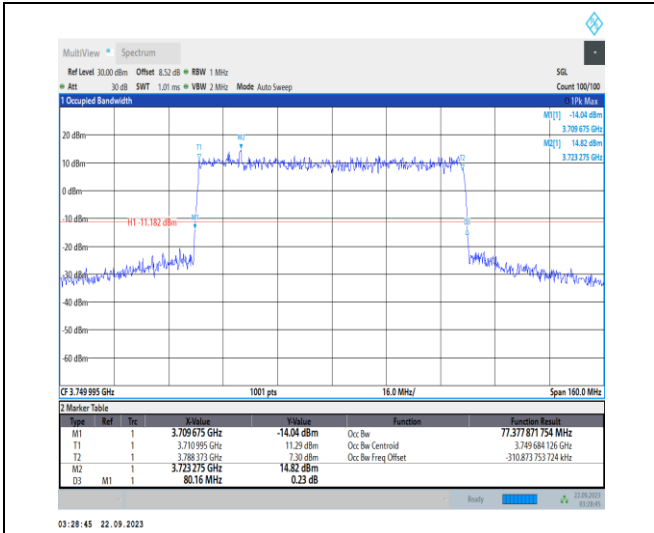 MultiView Spectrum
Ref Level 30.00 dBm Offset 8.52 dB RBW 1 MHz SGL
Att 30 dB SWT 1.01 ms VBW 2 MHz Mode Auto Sweep Count 100/100
1 Occupied Bandwidth 1Pk Max
M1[1] -14.04 dBm
3.709 675 GHz
M2[1] 14.82 dBm
3.723 275 GHz
20 dBm
M2
T1
T2
10 dBm
0 dBm
-10 dBm
H1 -11.182 dBm
M1
-20 dBm
-30 dBm
-40 dBm
-50 dBm
-60 dBm
CF 3.749 995 GHz 1001 pts 16.0 MHz/ Span 160.0 MHz
2 Marker Table
Type Ref Trc X-Value Y-Value Function Function Result
M1 1 3.709 675 GHz -14.04 dBm Occ Bw 77.377 871 754 MHz
T1 1 3.710 995 GHz 11.29 dBm Occ Bw Centroid 3.749 684 126 GHz
T2 1 3.788 373 GHz 7.30 dBm Occ Bw Freq Offset -310.873 753 724 kHz
M2 1 3.723 275 GHz 14.82 dBm
D3 M1 1 80.16 MHz 0.23 dB
Ready 22.09.2023
03:28:45
03:28:45 22.09.2023